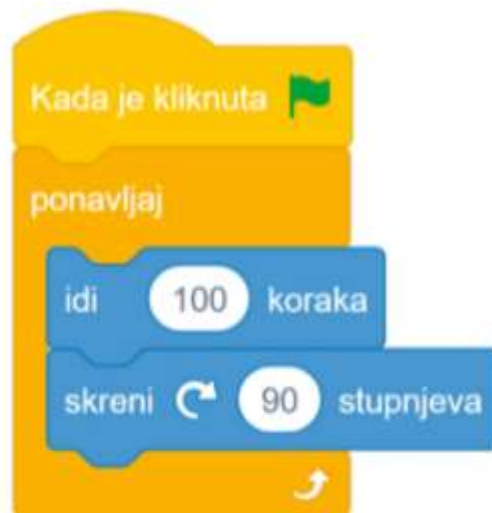 Kada je kliknuta
ponavljaj
idi 100 koraka
skreni 90 stupnjeva